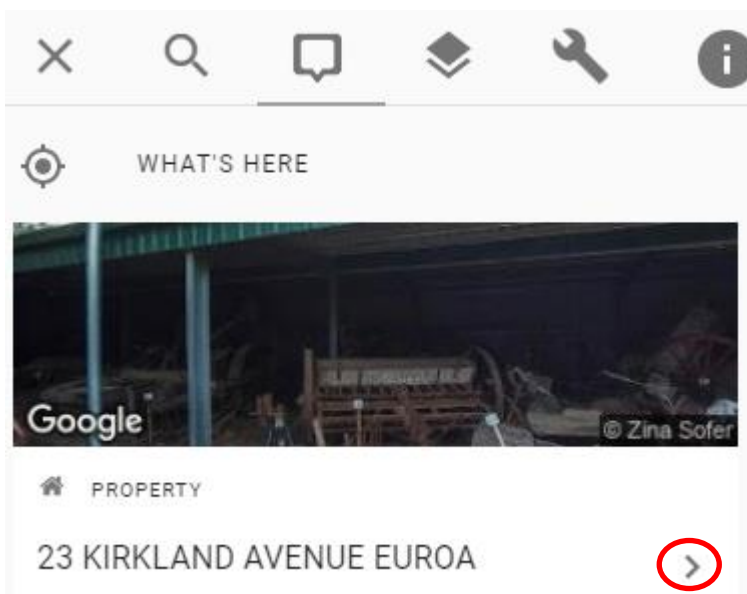 WHAT'S HERE
Google
© Zina Sofer
PROPERTY
23 KIRKLAND AVENUE EUROA